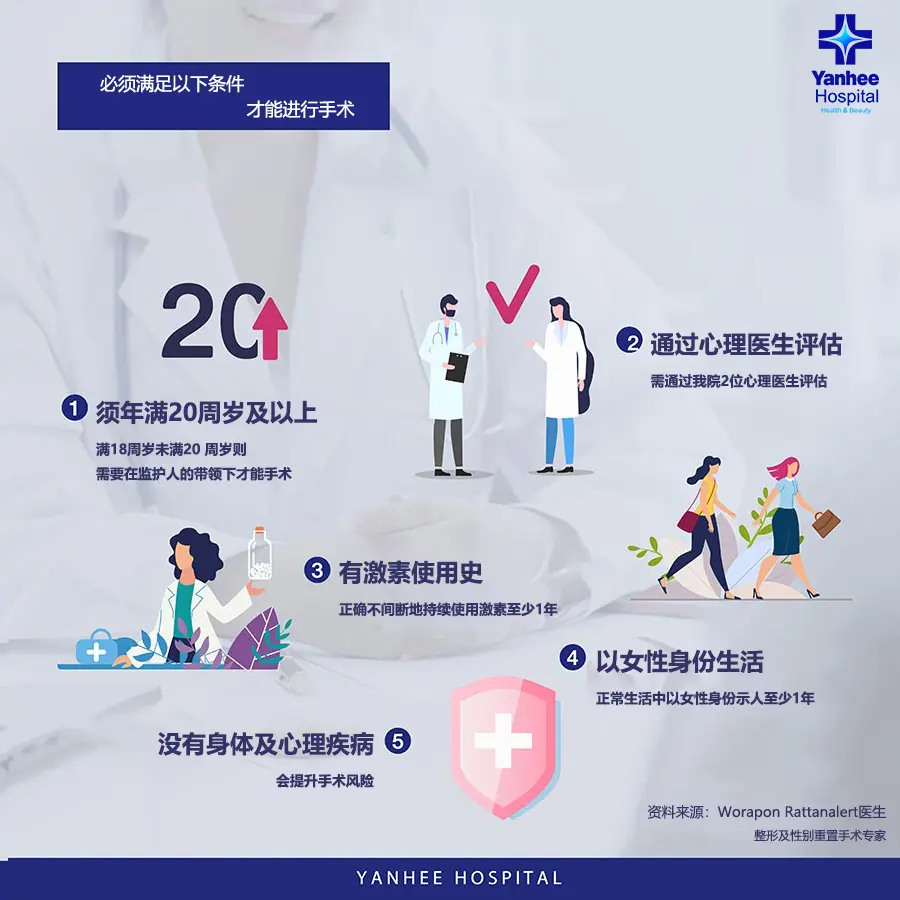 必须满足以下条件
才能进行手术
Yanhee
Hospital
Health & Beauty
20
1 须年满20周岁及以上
满18周岁未满20 周岁则
需要在监护人的带领下才能手术
2 通过心理医生评估
需通过我院2位心理医生评估
3 有激素使用史
正确不间断地持续使用激素至少1年
4 以女性身份生活
正常生活中以女性身份示人至少1年
没有身体及心理疾病 5
会提升手术风险
资料来源：Worapon Rattanalert医生
整形及性别重置手术专家
YANHEE HOSPITAL